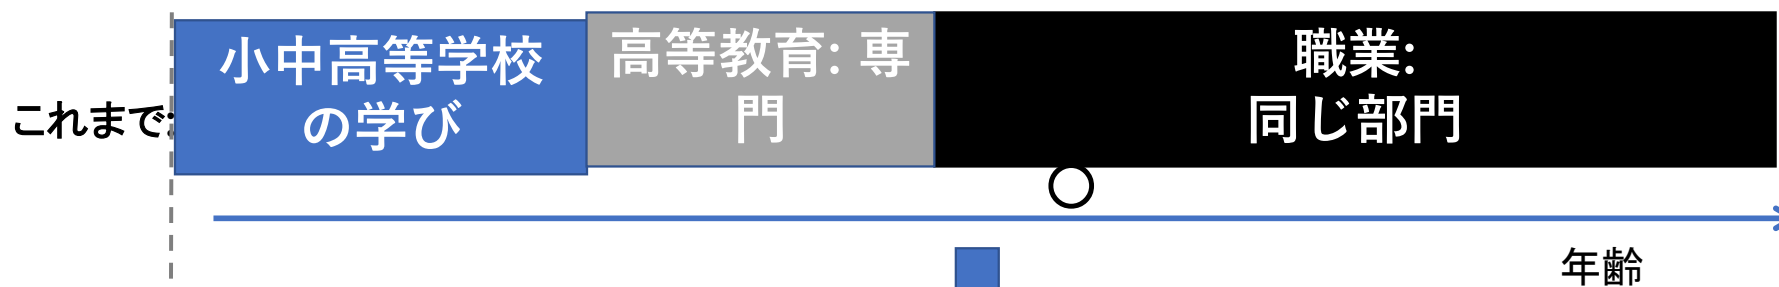 これまで:
小中高等学校
の学び
高等教育: 専
門
職業:
同じ部門
年齢